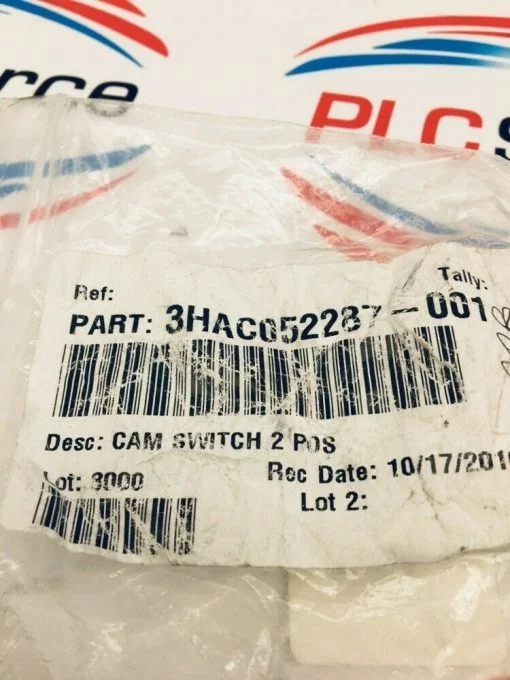 rce
PLC S
Tally:
Ref:
PART: 3HAC052287-001
Desc: CAM SWITCH 2 POS
Lot: 3000
Rec Date: 10/17/201
Lot 2: